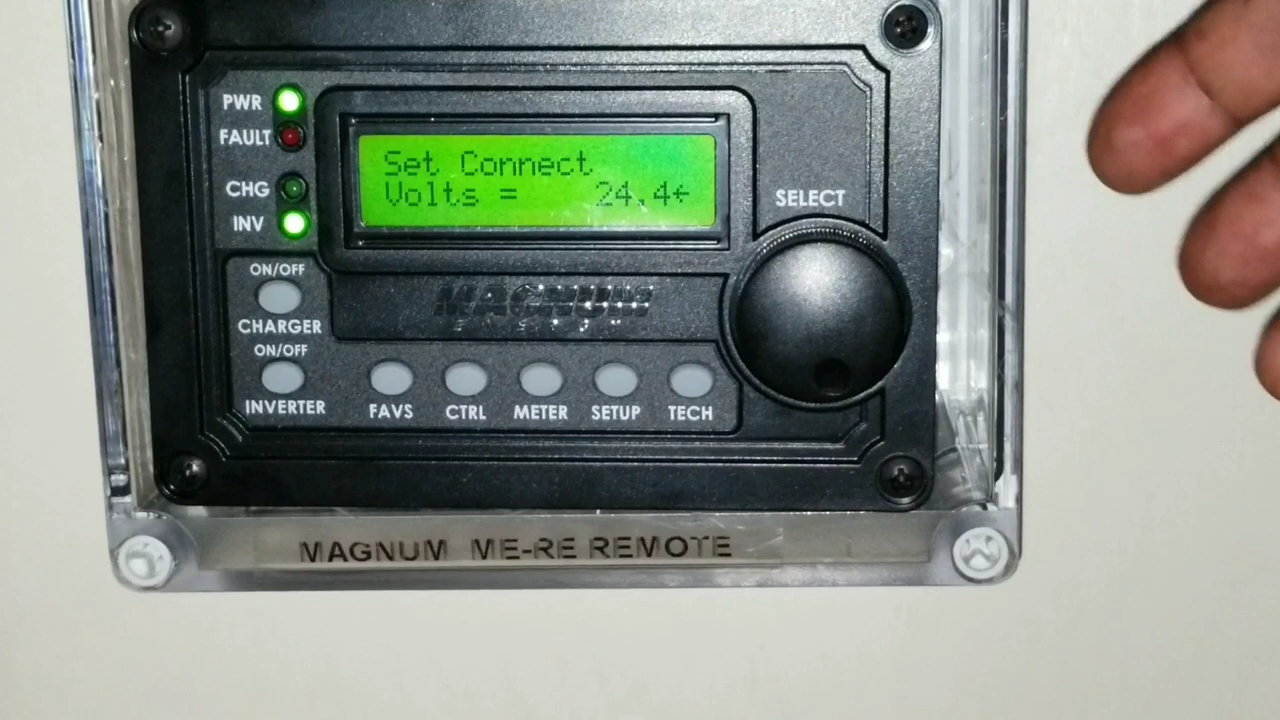 PWR
FAULT
CHG
INV
Set Connect
Volts = 24.4←
SELECT
ON/OFF
CHARGER
ON/OFF
INVERTER
MAGNUM
ENERGY
FAVS
CTRL
METER
SETUP
TECH
MAGNUM ME-RE REMOTE